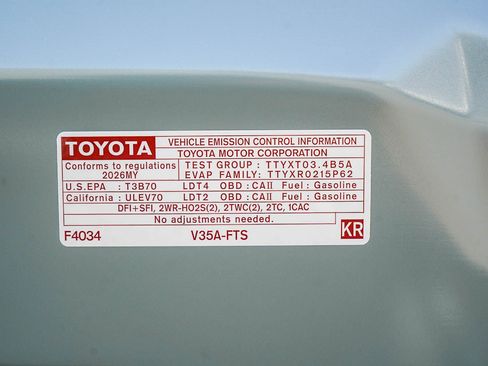 TOYOTA
VEHICLE EMISSION CONTROL INFORMATION
TOYOTA MOTOR CORPORATION
Conforms to regulations
2026MY
TEST GROUP : TTYXT03.4B5A
EVAP FAMILY: TTYXR0215P62
U.S.EPA : T3B70 LDT4 OBD : CAII Fuel : Gasoline
California : ULEV70 LDT2 OBD : CAII Fuel : Gasoline
DFI+SFI, 2WR-HO2S(2), 2TWC(2), 2TC, 1CAC
No adjustments needed.
F4034 V35A-FTS KR